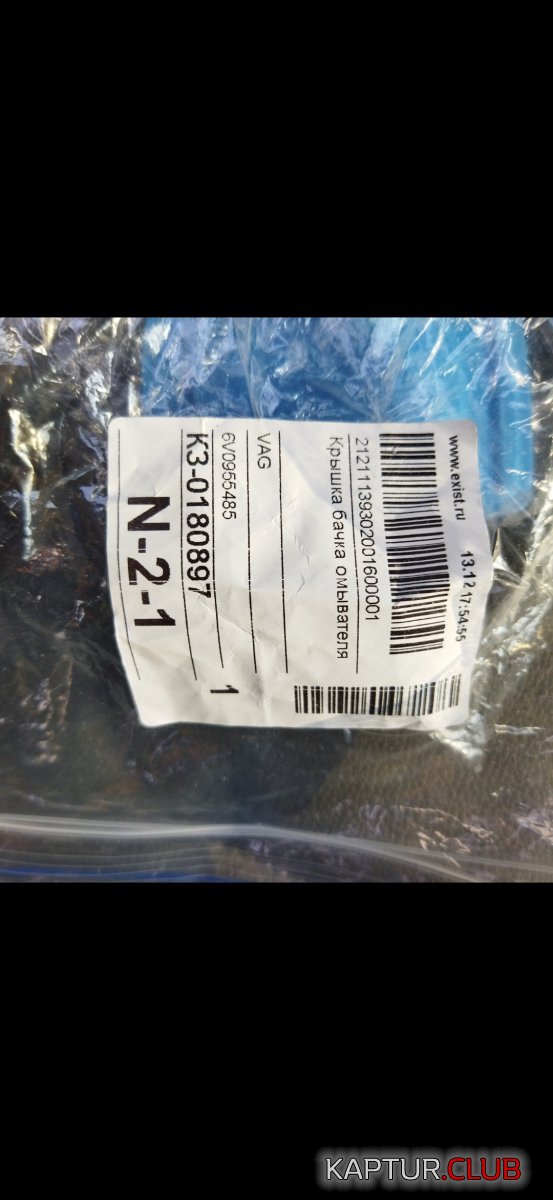 www.exist.ru 13.12 17:54:55
2121113930201600001
Крышка бачка омывателя
VAG
6V0955485
1
K3-0180897
N-2-1
KAPTUR.CLUB